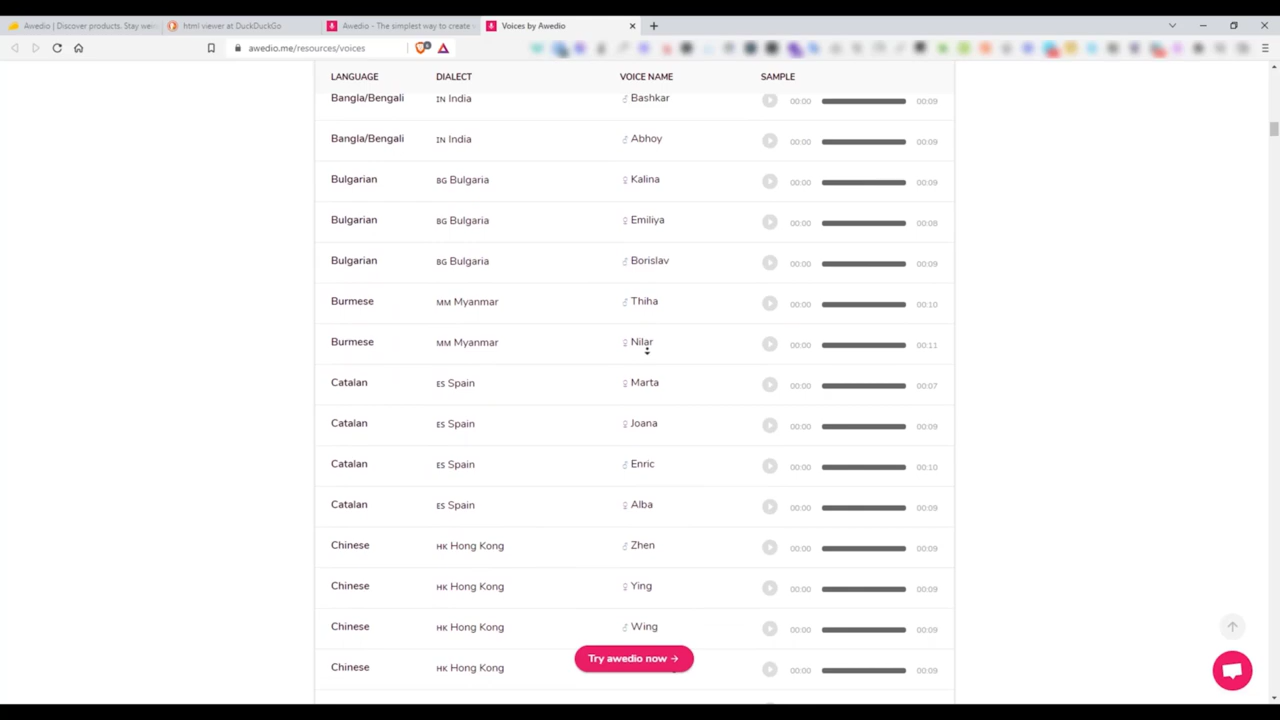 Awedio | Discover products. Stay wee
html viewer at DuckDuckGo
Awedio - The simplest way to create
Voices by Awedio
awedio.me/resources/voices
LANGUAGE DIALECT VOICE NAME SAMPLE
Bangla/Bengali IN India Bashkar 00:00 00:09
Bangla/Bengali IN India Abhoy 00:00 00:09
Bulgarian BG Bulgaria Kalina 00:00 00:09
Bulgarian BG Bulgaria Emiliya 00:00 00:08
Bulgarian BG Bulgaria Borislav 00:00 00:09
Burmese MM Myanmar Thiha 00:00 00:10
Burmese MM Myanmar Nilar 00:00 00:11
Catalan ES Spain Marta 00:00 00:07
Catalan ES Spain Joana 00:00 00:09
Catalan ES Spain Enric 00:00 00:10
Catalan ES Spain Alba 00:00 00:09
Chinese HK Hong Kong Zhen 00:00 00:09
Chinese HK Hong Kong Ying 00:00 00:09
Chinese HK Hong Kong Wing 00:00 00:09
Chinese HK Hong Kong 00:00 00:09
Try awedio now →